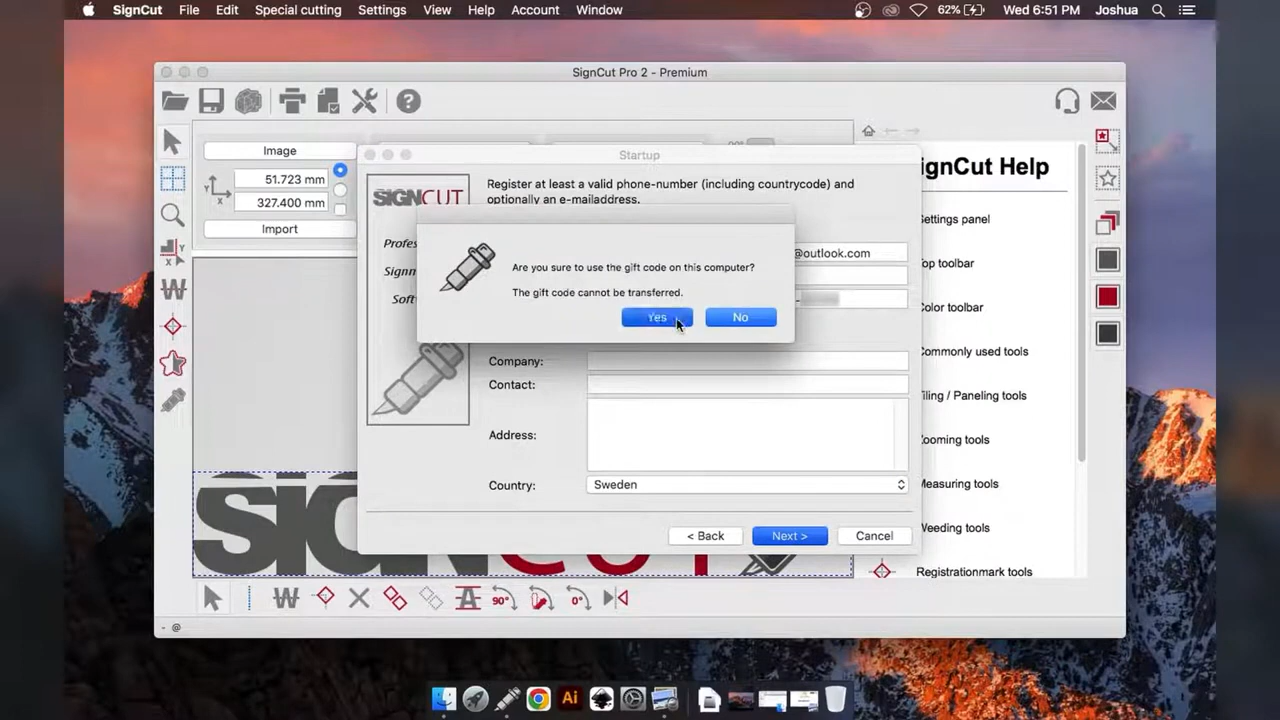 SignCut File Edit Special cutting Settings View Help Account Window 62% Wed 6:51 PM Joshua
SignCut Pro 2 - Premium
Image
51.723 mm
327.400 mm
Import
Startup
SIGNCUT
Register at least a valid phone-number (including countrycode) and
optionally an e-mailaddress.
@outlook.com
Are you sure to use the gift code on this computer?
The gift code cannot be transferred.
Yes No
Company:
Contact:
Address:
Country: Sweden
< Back Next > Cancel
ignCut Help
Settings panel
Top toolbar
Color toolbar
Commonly used tools
Tiling / Paneling tools
Zooming tools
Measuring tools
Weeding tools
Registrationmark tools
90° 0°
- @
Ai